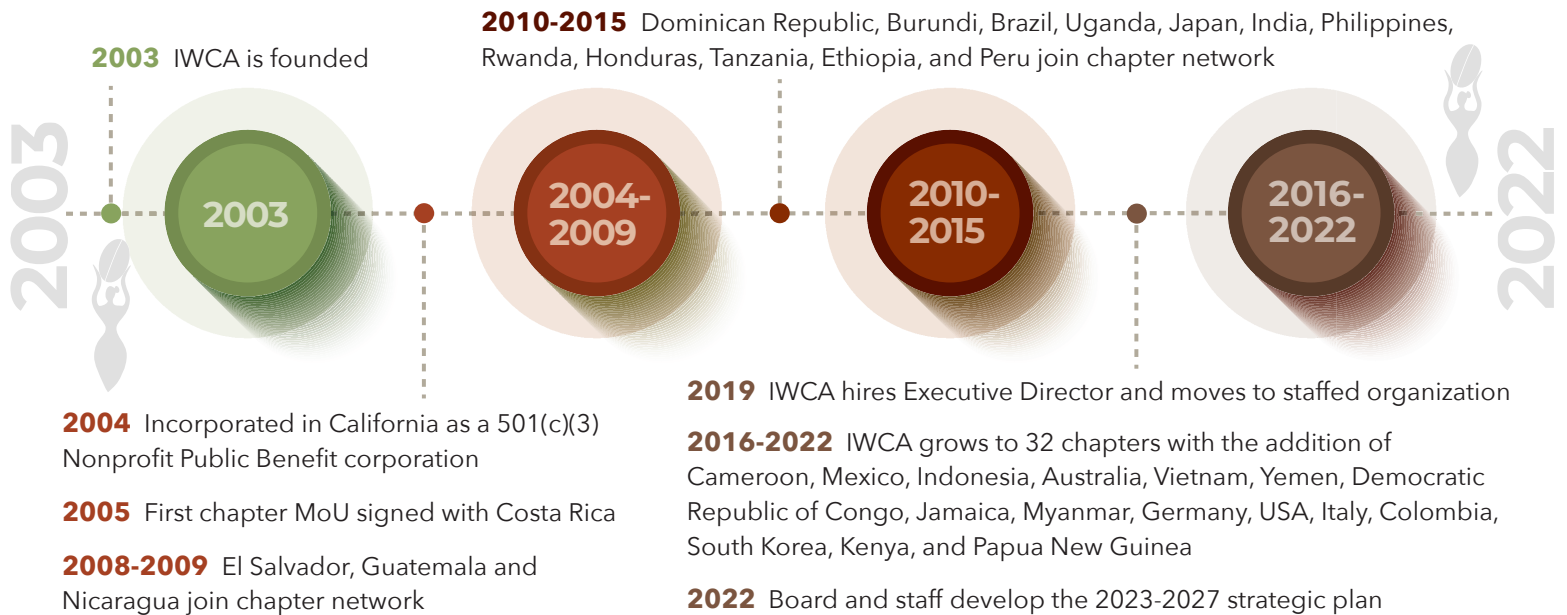 2003
2003 IWCA is founded
2010-2015 Dominican Republic, Burundi, Brazil, Uganda, Japan, India, Philippines,
Rwanda, Honduras, Tanzania, Ethiopia, and Peru join chapter network
2003
2004-
2009
2010-
2015
2016-
2022
2022
2004 Incorporated in California as a 501(c)(3)
Nonprofit Public Benefit corporation
2005 First chapter MoU signed with Costa Rica
2008-2009 El Salvador, Guatemala and
Nicaragua join chapter network
2019 IWCA hires Executive Director and moves to staffed organization
2016-2022 IWCA grows to 32 chapters with the addition of
Cameroon, Mexico, Indonesia, Australia, Vietnam, Yemen, Democratic
Republic of Congo, Jamaica, Myanmar, Germany, USA, Italy, Colombia,
South Korea, Kenya, and Papua New Guinea
2022 Board and staff develop the 2023-2027 strategic plan